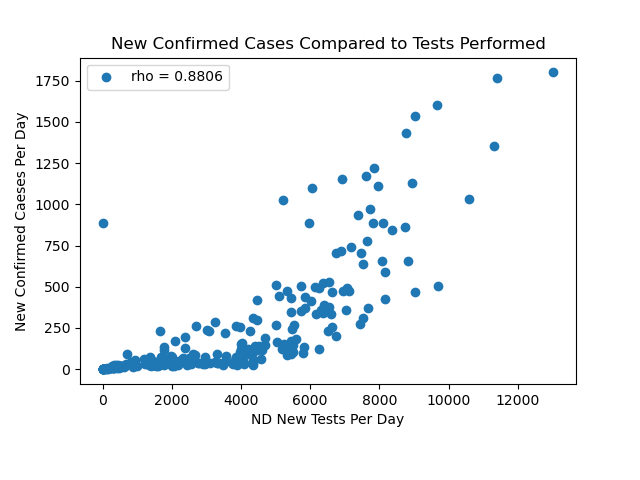 New Confirmed Cases Compared to Tests Performed
rho = 0.8806
New Confirmed Caeses Per Day
1750
1500
1250
1000
750
500
250
0
0 2000 4000 6000 8000 10000 12000
ND New Tests Per Day